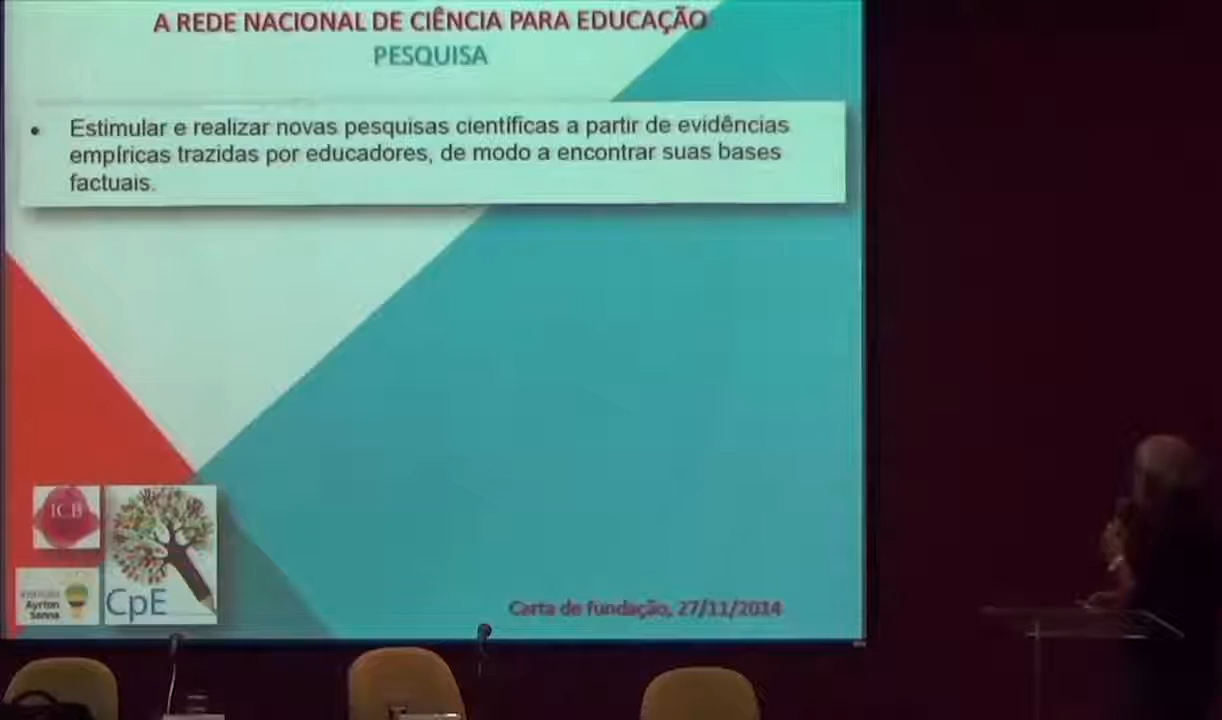 A REDE NACIONAL DE CIÊNCIA PARA EDUCAÇÃO
PESQUISA
• Estimular e realizar novas pesquisas científicas a partir de evidências
empíricas trazidas por educadores, de modo a encontrar suas bases
factuais.
ICB
Ayrton
Senna
CpE
Carta de fundação, 27/11/2014